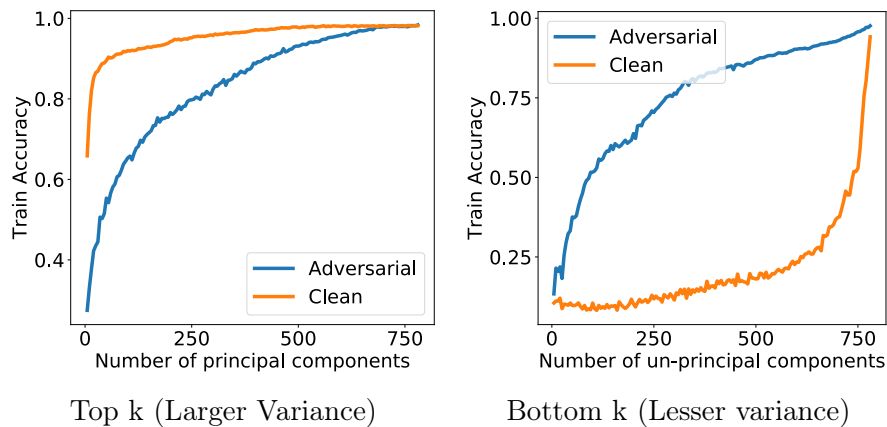 1.0
0.8
0.6
0.4
Train Accuracy
Adversarial
Clean
0
250
500
750
Number of principal components
Top k (Larger Variance)
1.00
0.75
0.50
0.25
Train Accuracy
Adversarial
Clean
0
250
500
750
Number of un-principal components
Bottom k (Lesser variance)